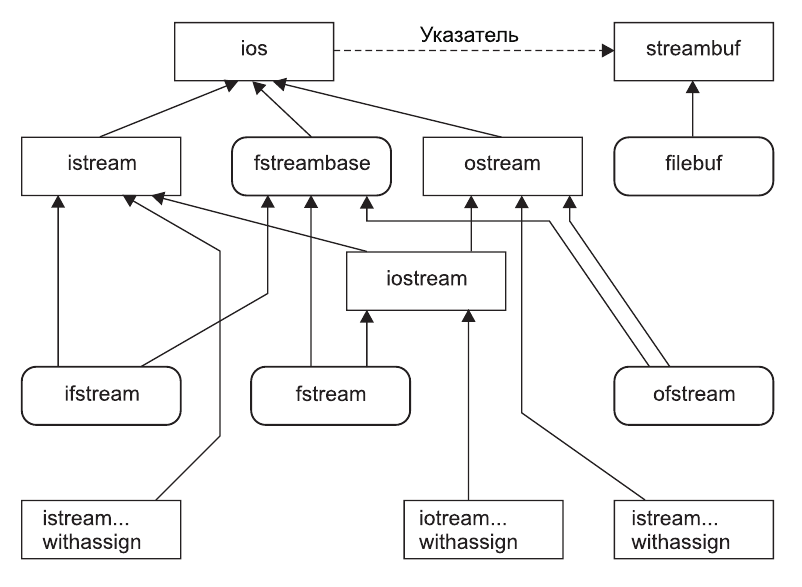 Указатель
ios
streambuf
istream
fstreambase
ostream
filebuf
iostream
ifstream
fstream
ofstream
istream...
withassign
iotream...
withassign
istream...
withassign